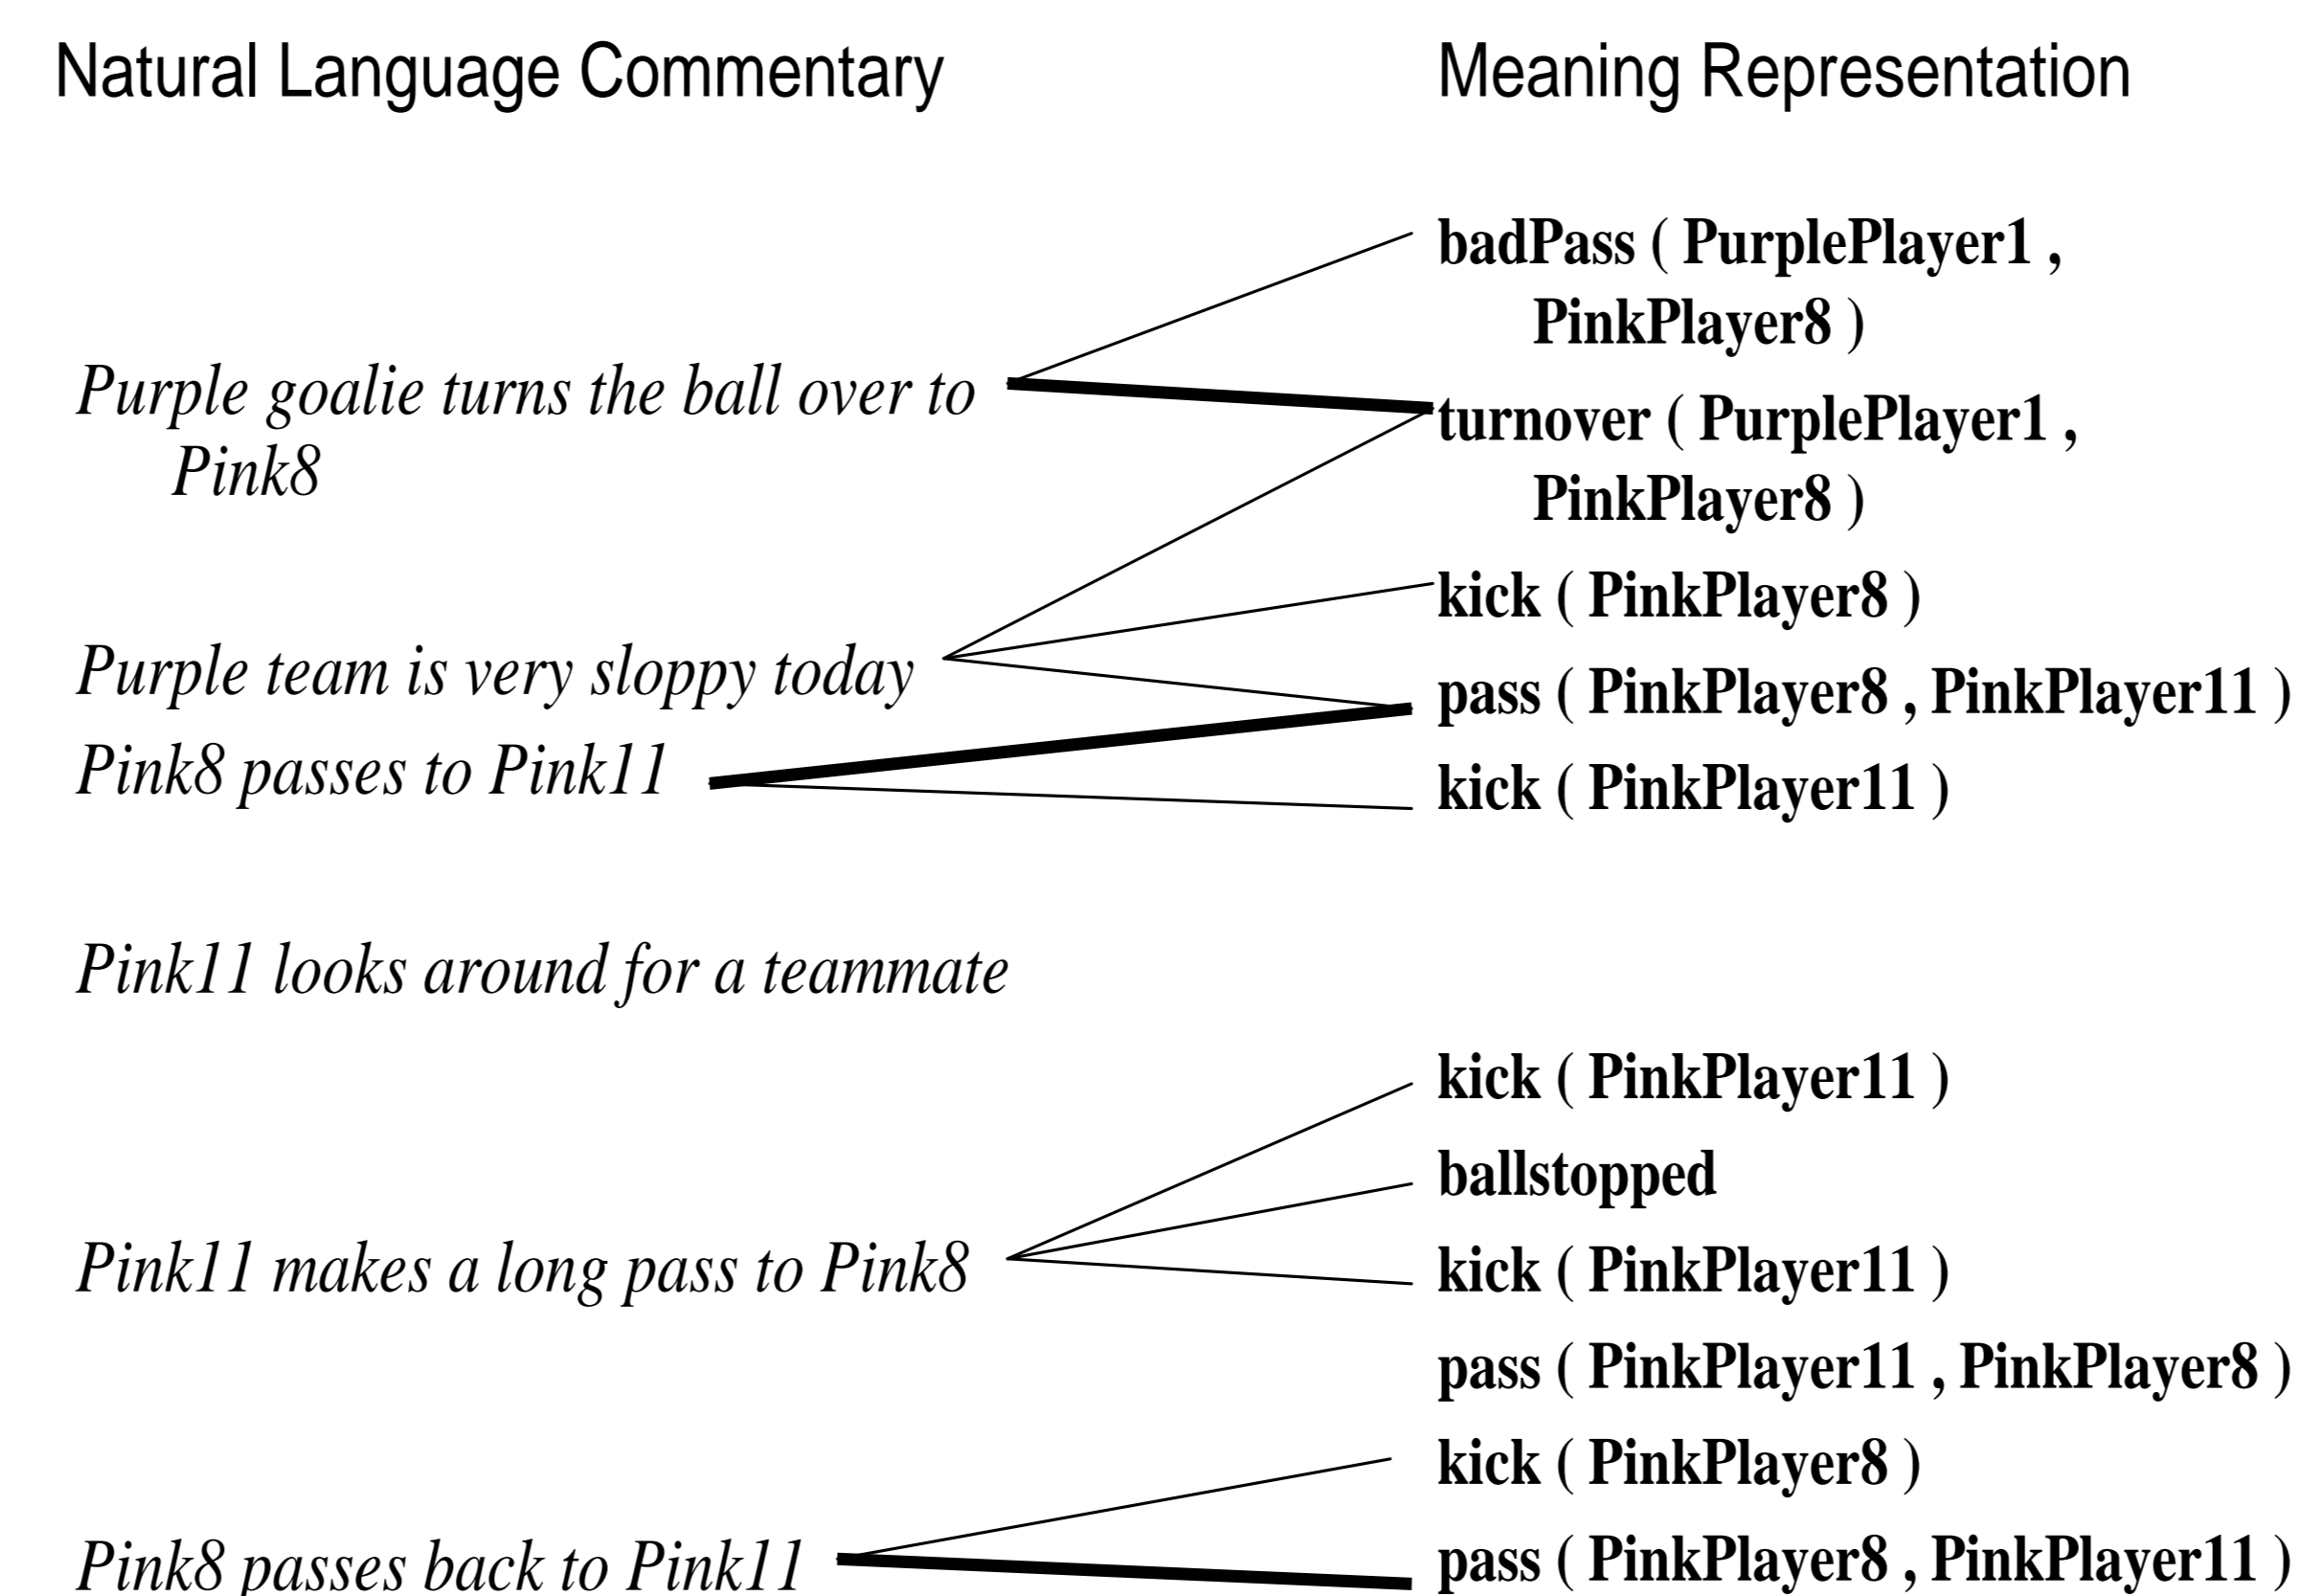 Natural Language Commentary
Meaning Representation
badPass ( PurplePlayer1 ,
PinkPlayer8 )
Purple goalie turns the ball over to
Pink8
turnover ( PurplePlayer1 ,
PinkPlayer8 )
kick ( PinkPlayer8 )
Purple team is very sloppy today
pass ( PinkPlayer8 , PinkPlayer11 )
Pink8 passes to Pink11
kick ( PinkPlayer11 )
Pink11 looks around for a teammate
kick ( PinkPlayer11 )
ballstopped
Pink11 makes a long pass to Pink8
kick ( PinkPlayer11 )
pass ( PinkPlayer11 , PinkPlayer8 )
kick ( PinkPlayer8 )
Pink8 passes back to Pink11
pass ( PinkPlayer8 , PinkPlayer11 )